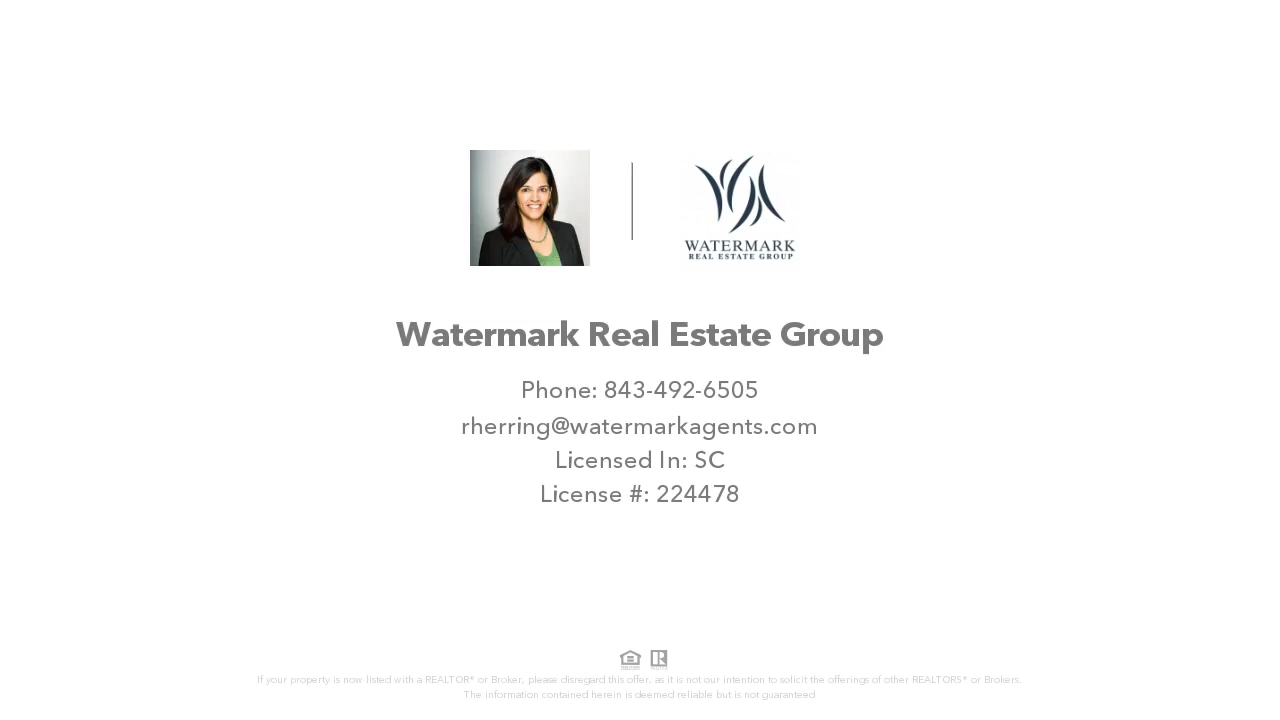 WATERMARK
REAL ESTATE GROUP
Watermark Real Estate Group
Phone: 843-492-6505
rherring@watermarkagents.com
Licensed In: SC
License #: 224478
If your property is now listed with a REALTOR® or Broker, please disregard this offer, as it is not our intention to solicit the offerings of other REALTORS® or Brokers.
The information contained herein is deemed reliable but is not guaranteed